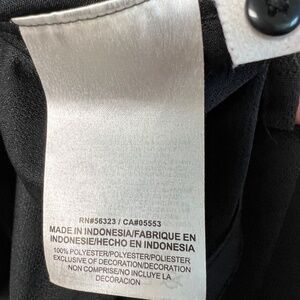 RN#56323 / CA#05553
MADE IN INDONESIA/FABRIQUE EN
INDONESIE/HECHO EN INDONESIA
100% POLYESTER/POLYESTER/POLIESTER
EXCLUSIVE OF DECORATION/DECORATION
NON COMPRISE/NO INCLUYE LA
DECORACION